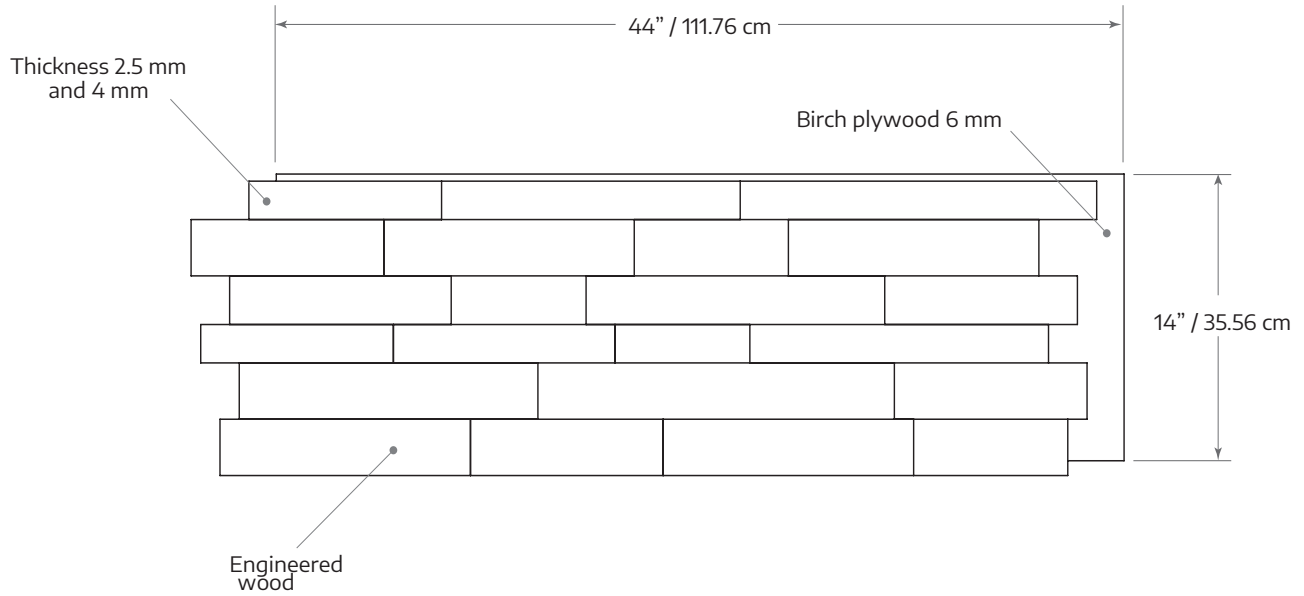 44” / 111.76 cm
Thickness 2.5 mm
and 4 mm
Birch plywood 6 mm
14” / 35.56 cm
Engineered
wood